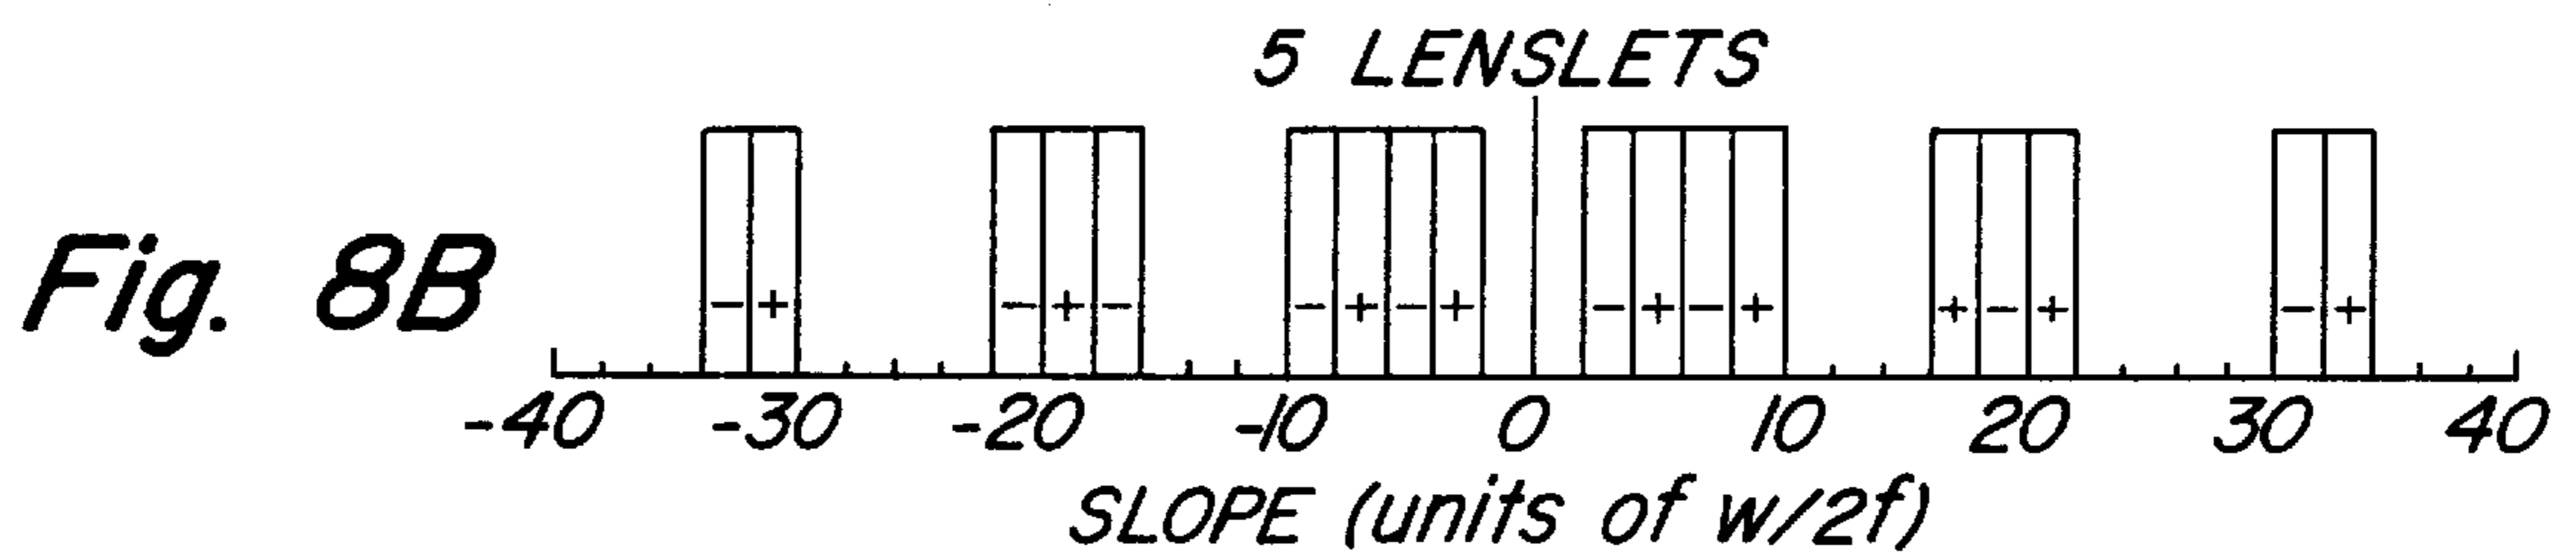 5 LENSLETS
Fig. 8B
- + - + - - + - + - + - + + - + - +
-40 -30 -20 -10 0 10 20 30 40
SLOPE (units of w/2f)